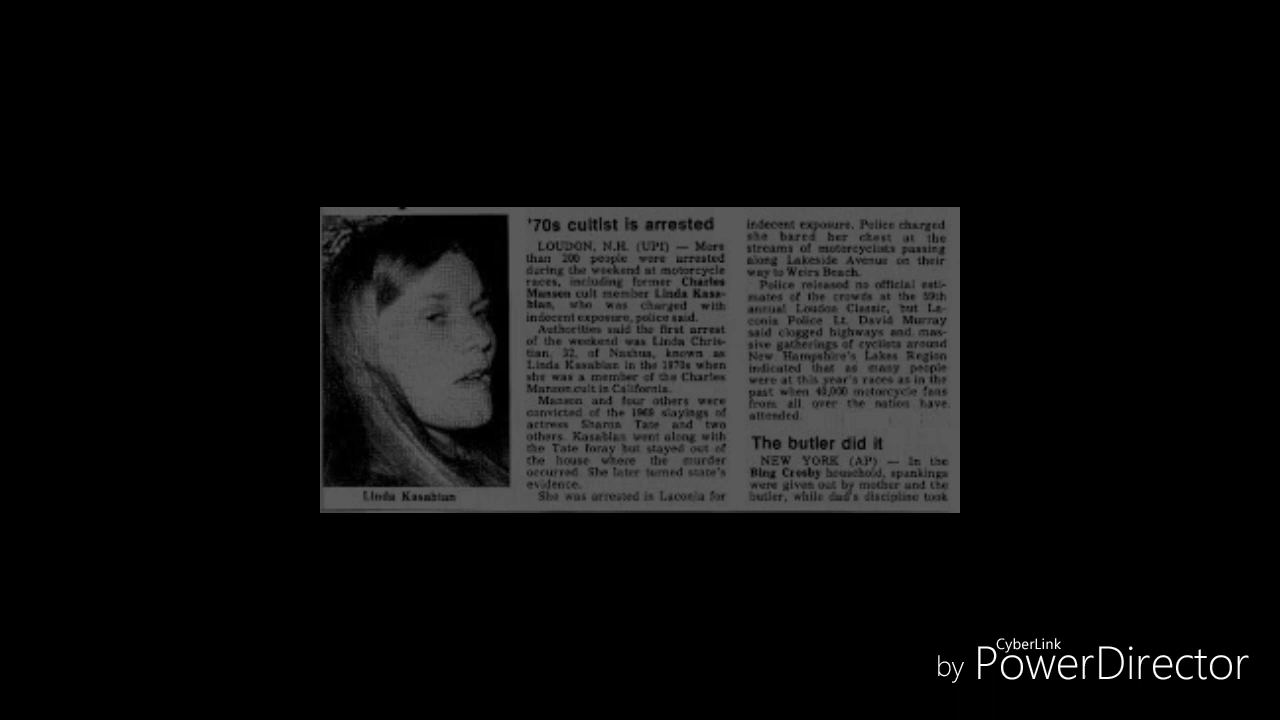 '70s cultist is arrested
LOUDON, N.H. (UPI) — More
than 200 people were arrested
during the weekend at motorcycle
races, including former Charles
Manson cult member Linda Kasa-
bian, who was charged with
indecent exposure, police said.
Authorities said the first arrest
of the weekend was Linda Chris-
tian, 32, of Nashua, known as
Linda Kasabian in the 1970s when
she was a member of the Charles
Manson cult in California.
Manson and four others were
convicted of the 1969 slayings of
actress Sharon Tate and two
others. Kasabian went along with
the Tate foray but stayed out of
the house where the murder
occurred. She later turned state's
evidence.
She was arrested in Laconia for
indecent exposure. Police charged
she bared her chest at the
streams of motorcyclists passing
along Lakeside Avenue on their
way to Weirs Beach.
Police released no official esti-
mates of the crowds at the 59th
annual Loudon Classic, but La-
conia Police Lt. David Murray
said clogged highways and mas-
sive gatherings of cyclists around
New Hampshire's Lakes Region
indicated that as many people
were at this year's races as in the
past when 40,000 motorcycle fans
from all over the nation have
attended.
The butler did it
NEW YORK (AP) — In the
Bing Crosby household, spankings
were given out by mother and the
butler, while dad's discipline took
Linda Kasabian
CyberLink
by PowerDirector